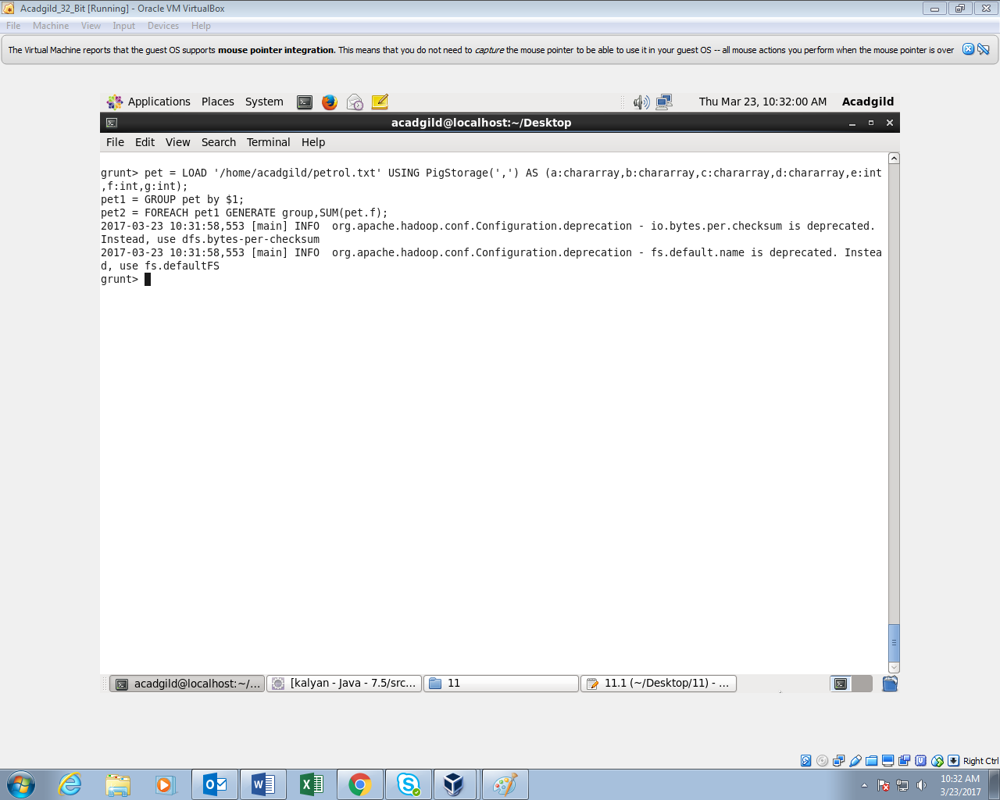 Acadgild_32_Bit [Running] - Oracle VM VirtualBox
File Machine View Input Devices Help
The Virtual Machine reports that the guest OS supports mouse pointer integration. This means that you do not need to capture the mouse pointer to be able to use it in your guest OS -- all mouse actions you perform when the mouse pointer is over
Applications Places System Thu Mar 23, 10:32:00 AM Acadgild
acadgild@localhost:~/Desktop
File Edit View Search Terminal Help
grunt> pet = LOAD '/home/acadgild/petrol.txt' USING PigStorage(',') AS (a:chararray,b:chararray,c:chararray,d:chararray,e:int
,f:int,g:int);
pet1 = GROUP pet by $1;
pet2 = FOREACH pet1 GENERATE group,SUM(pet.f);
2017-03-23 10:31:58,553 [main] INFO  org.apache.hadoop.conf.Configuration.deprecation - io.bytes.per.checksum is deprecated.
Instead, use dfs.bytes-per-checksum
2017-03-23 10:31:58,553 [main] INFO  org.apache.hadoop.conf.Configuration.deprecation - fs.default.name is deprecated. Instea
d, use fs.defaultFS
grunt>
acadgild@localhost:~/... [kalyan - Java - 7.5/src... 11 11.1 (~/Desktop/11) - ...
Right Ctrl
10:32 AM
3/23/2017